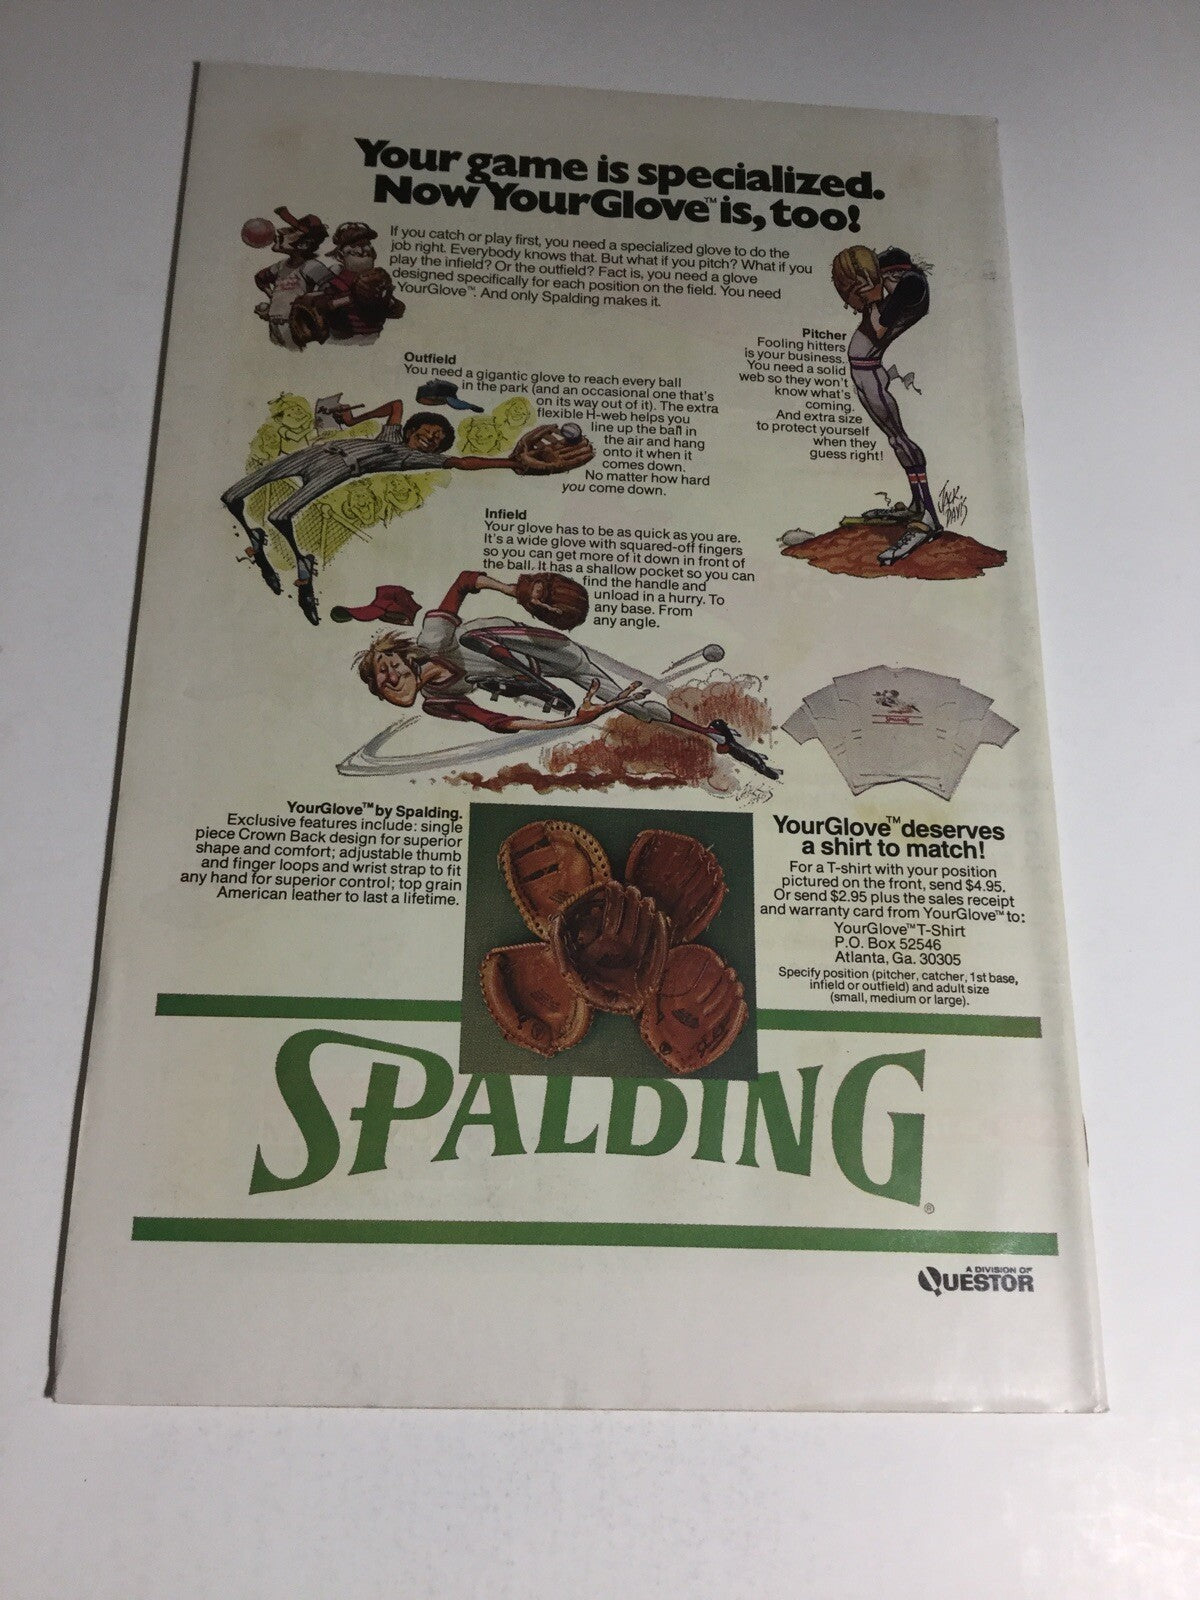 Your game is specialized.
Now YourGlove™ is, too!
If you catch or play first, you need a specialized glove to do the
job right. Everybody knows that. But what if you pitch? What if you
play the infield? Or the outfield? Fact is, you need a glove
designed specifically for each position on the field. You need
YourGlove™. And only Spalding makes it.
Pitcher
Fooling hitters
is your business.
You need a solid
web so they won't
know what's
coming.
And extra size
to protect yourself
when they
guess right!
JACK
DAVIS
Outfield
You need a gigantic glove to reach every ball
in the park (and an occasional one that's
on its way out of it). The extra
flexible H-web helps you
line up the ball in
the air and hang
onto it when it
comes down.
No matter how hard
you come down.
Infield
Your glove has to be as quick as you are.
It's a wide glove with squared-off fingers
so you can get more of it down in front of
the ball. It has a shallow pocket so you can
find the handle and
unload in a hurry. To
any base. From
any angle.
YourGlove™ by Spalding.
Exclusive features include: single
piece Crown Back design for superior
shape and comfort; adjustable thumb
and finger loops and wrist strap to fit
any hand for superior control; top grain
American leather to last a lifetime.
YourGlove™ deserves
a shirt to match!
For a T-shirt with your position
pictured on the front, send $4.95.
Or send $2.95 plus the sales receipt
and warranty card from YourGlove™ to:
YourGlove™ T-Shirt
P.O. Box 52546
Atlanta, Ga. 30305
Specify position (pitcher, catcher, 1st base,
infield or outfield) and adult size
(small, medium or large).
SPALDING®
A DIVISION OF
QUESTOR